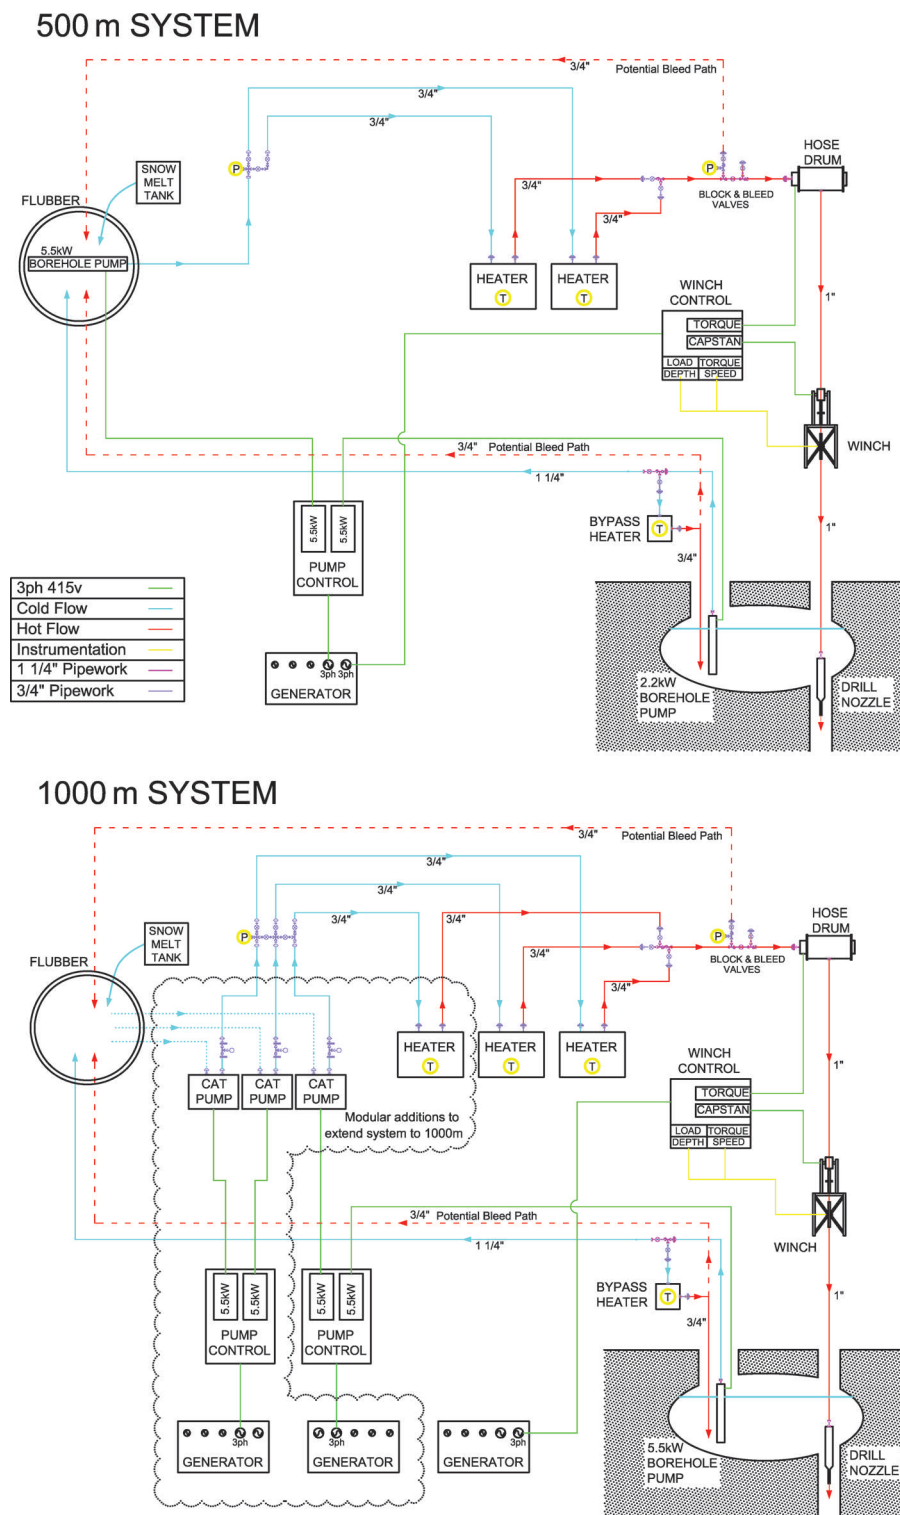 500 m SYSTEM
3/4"
Potential Bleed Path
3/4"
3/4"
HOSE
DRUM
SNOW
MELT
TANK
P
P
FLUBBER
3/4"
BLOCK & BLEED
VALVES
3/4"
5.5kW
BOREHOLE PUMP
HEATER
T
HEATER
T
WINCH
CONTROL
1"
TORQUE
CAPSTAN
LOAD
TORQUE
DEPTH
SPEED
3/4"
Potential Bleed Path
WINCH
1 1/4"
5.5kW
5.5kW
BYPASS
HEATER
T
1"
3/4"
PUMP
CONTROL
3ph 415v
Cold Flow
Hot Flow
Instrumentation
1 1/4" Pipework
3/4" Pipework
3ph
3ph
GENERATOR
2.2kW
BOREHOLE
PUMP
DRILL
NOZZLE
1000 m SYSTEM
3/4"
Potential Bleed Path
3/4"
3/4"
3/4"
HOSE
DRUM
SNOW
MELT
TANK
P
P
FLUBBER
BLOCK & BLEED
VALVES
3/4"
3/4"
3/4"
HEATER
T
HEATER
T
HEATER
T
WINCH
CONTROL
1"
CAT
PUMP
CAT
PUMP
CAT
PUMP
TORQUE
CAPSTAN
Modular additions to
extend system to 1000m
LOAD
TORQUE
DEPTH
SPEED
3/4"
Potential Bleed Path
1 1/4"
WINCH
5.5kW
5.5kW
5.5kW
5.5kW
BYPASS
HEATER
T
1"
3/4"
PUMP
CONTROL
PUMP
CONTROL
3ph
GENERATOR
3ph
GENERATOR
3ph
GENERATOR
5.5kW
BOREHOLE
PUMP
DRILL
NOZZLE